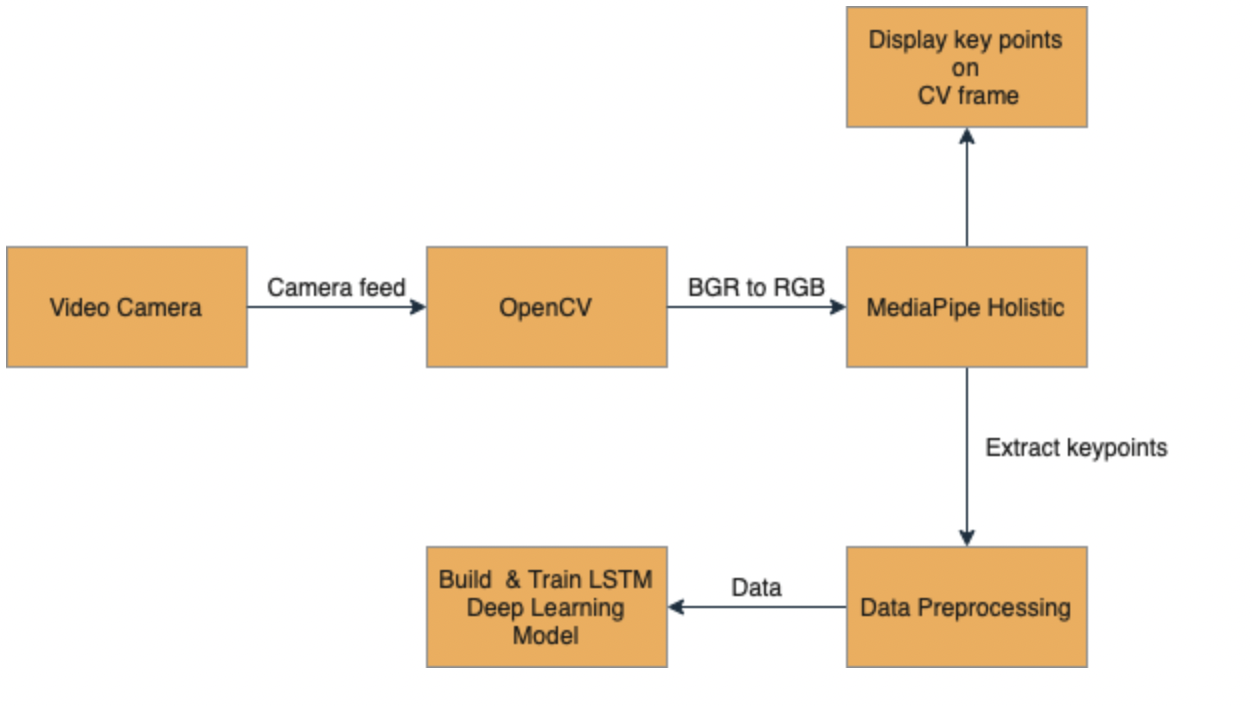 Display key points
on
CV frame
Video Camera
Camera feed
OpenCV
BGR to RGB
MediaPipe Holistic
Extract keypoints
Build & Train LSTM
Deep Learning
Model
Data
Data Preprocessing